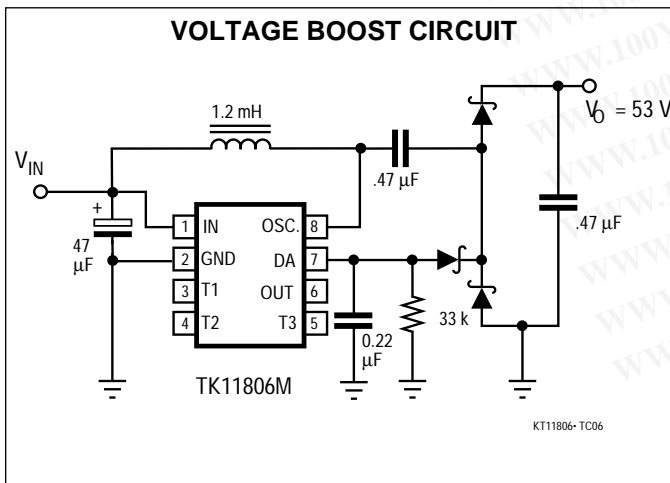 VOLTAGE BOOST CIRCUIT
1.2 mH
.47 µF
V_O = 53 V
V_IN
+
47
µF
.47 µF
1 IN OSC. 8
2 GND DA 7
3 T1 OUT 6
4 T2 T3 5
33 k
0.22
µF
TK11806M
KT11806• TC06